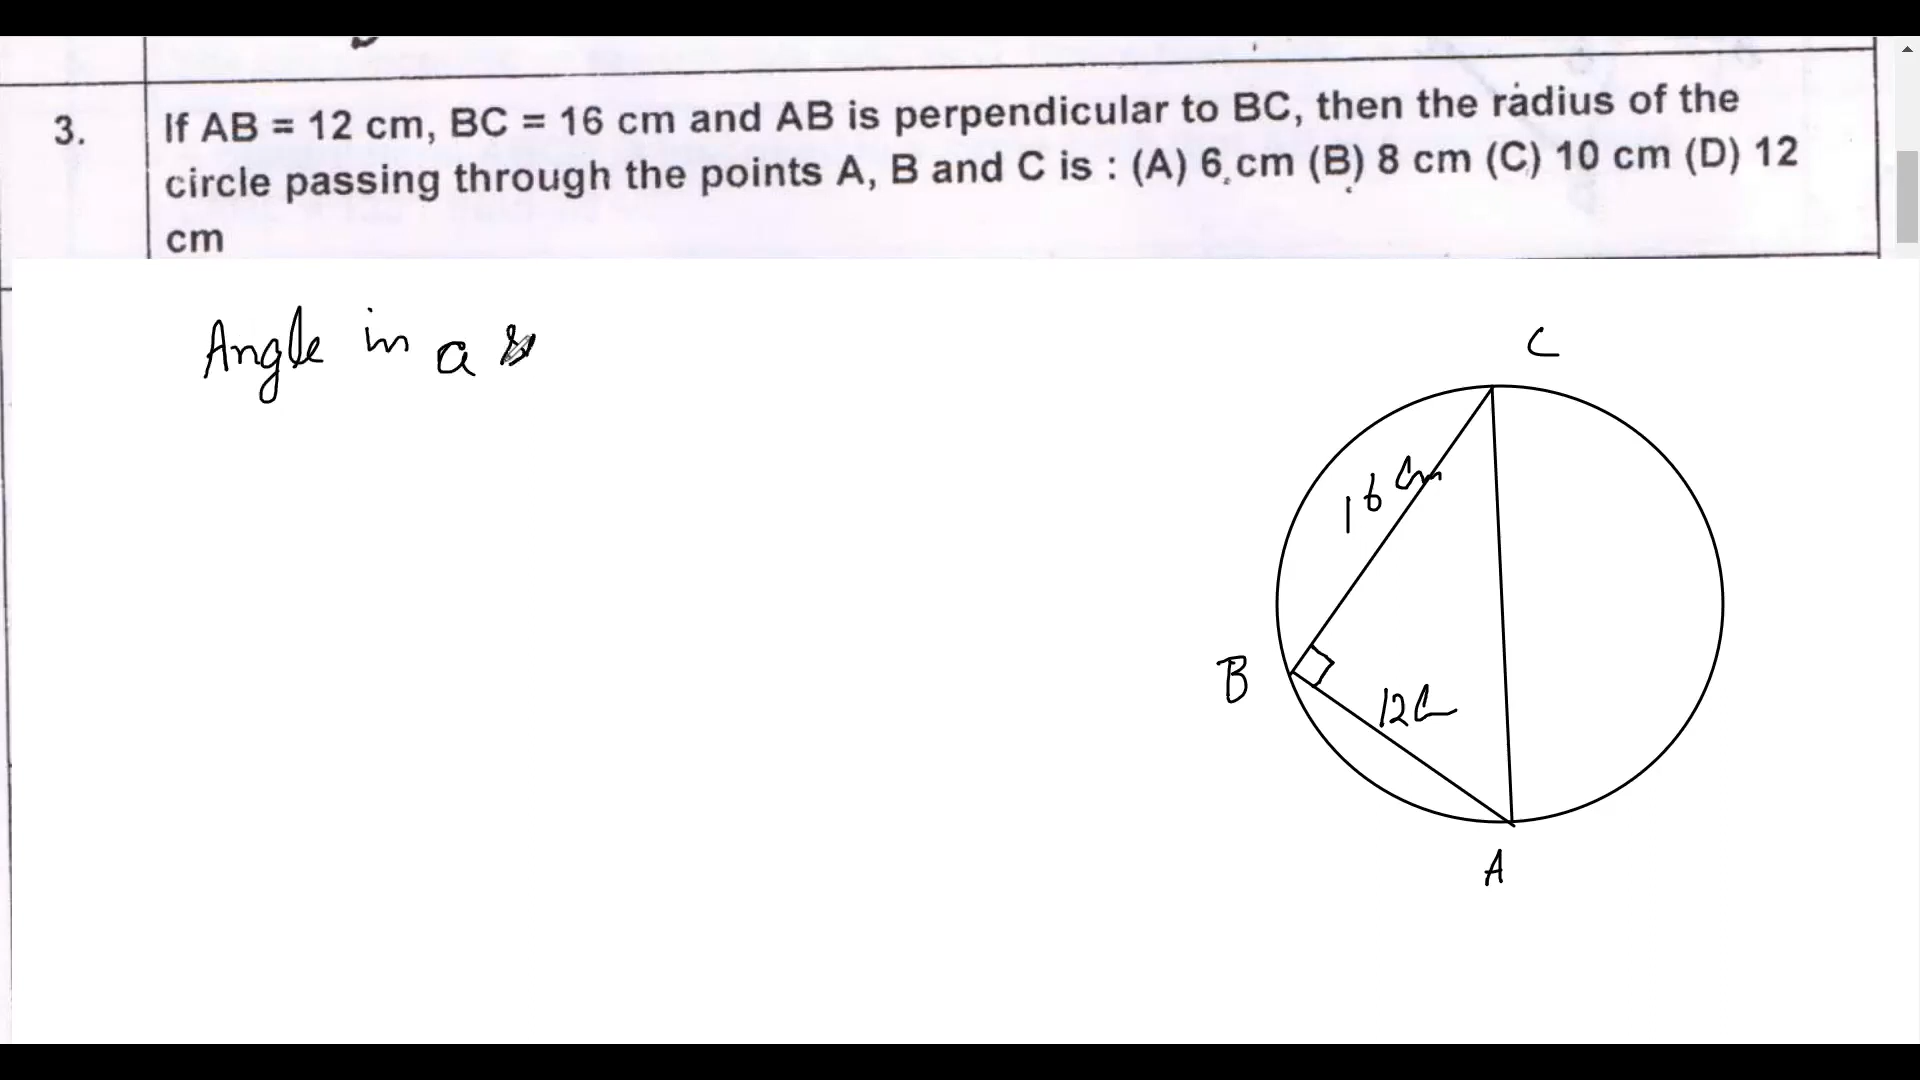 3.
If AB = 12 cm, BC = 16 cm and AB is perpendicular to BC, then the radius of the
circle passing through the points A, B and C is : (A) 6 cm (B) 8 cm (C) 10 cm (D) 12
cm
Angle in a
C
16 cm
B
12
A